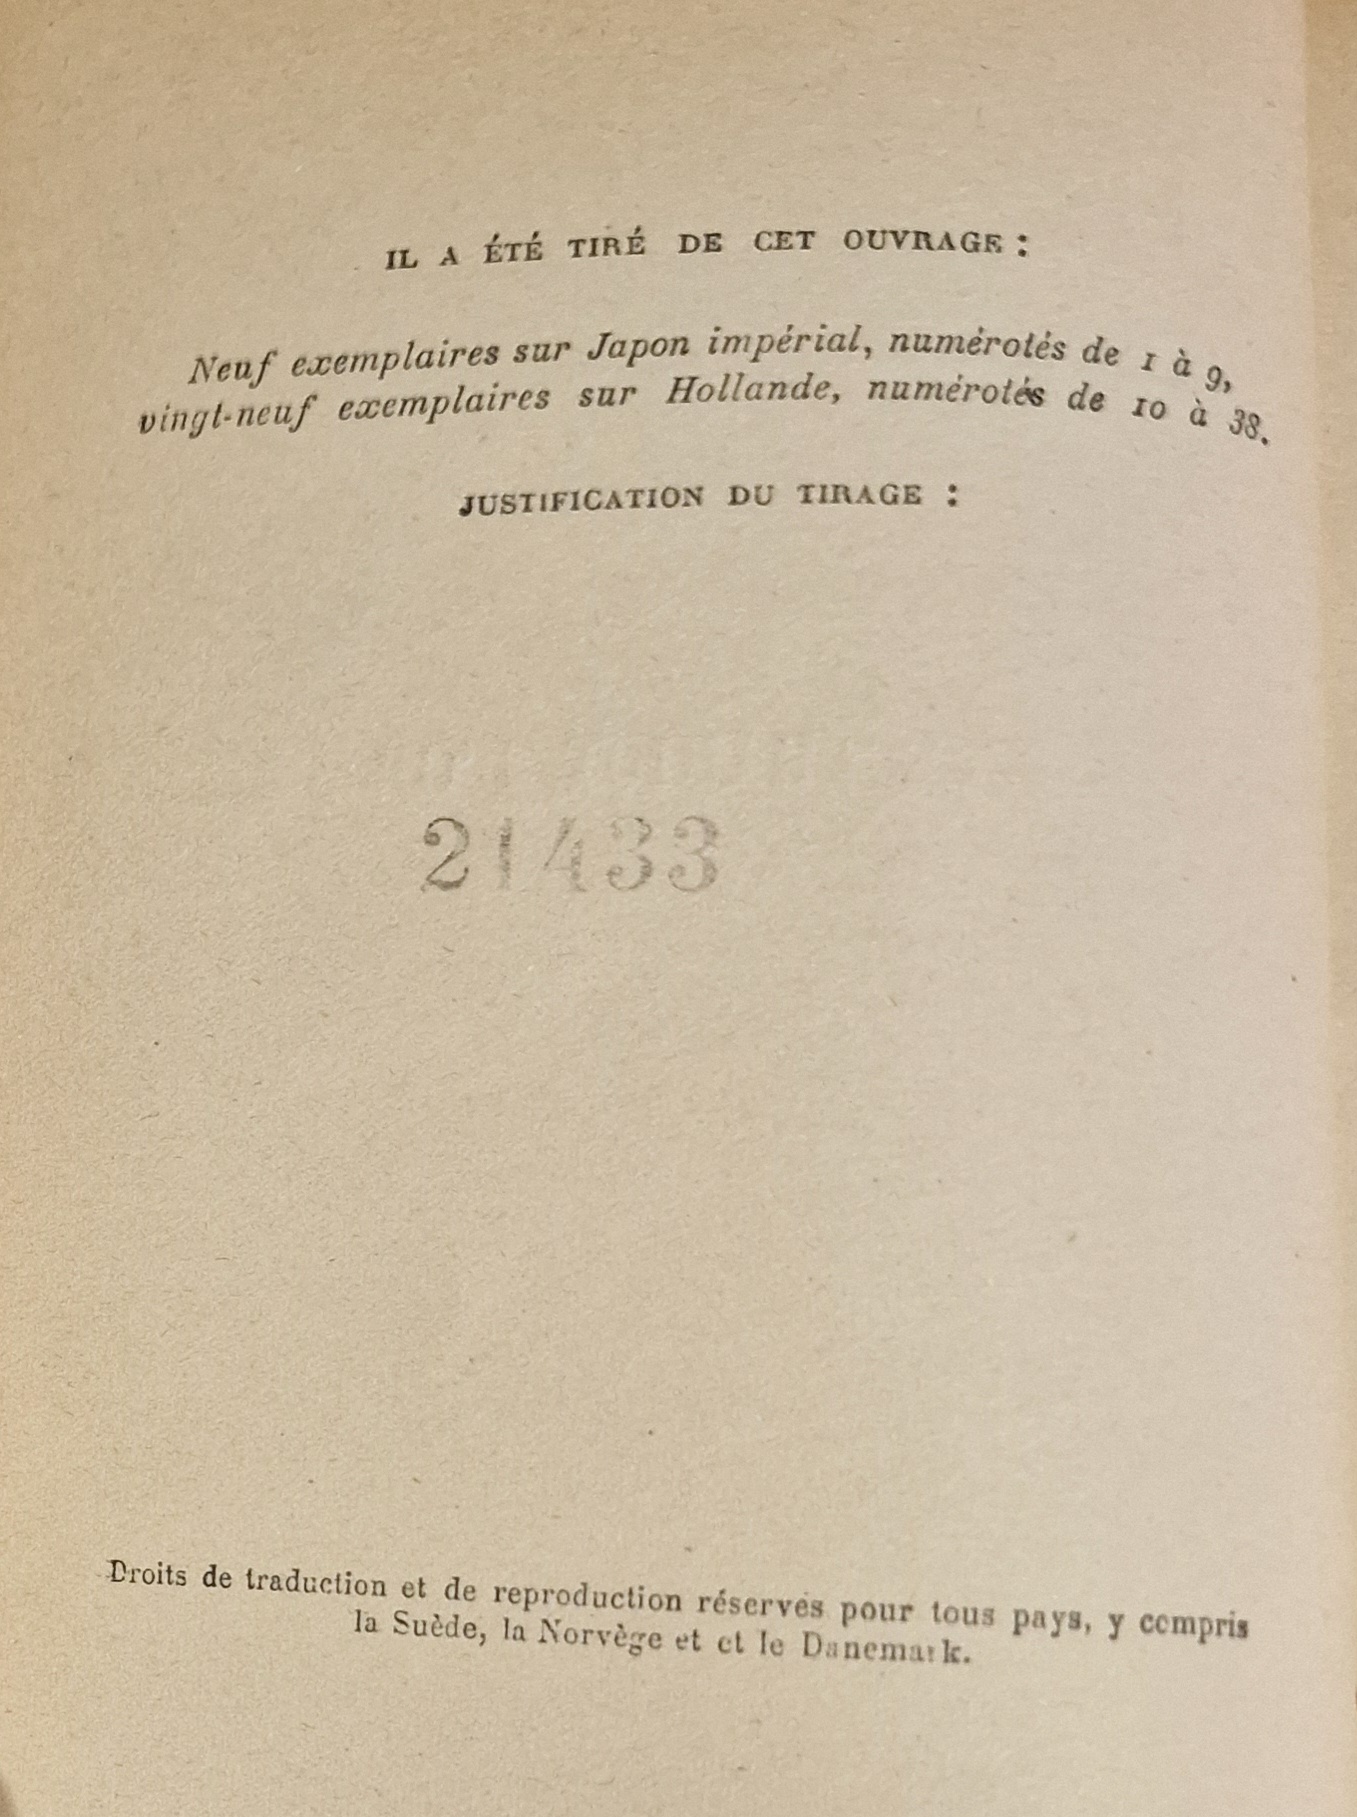 IL A ÉTÉ TIRÉ DE CET OUVRAGE :
Neuf exemplaires sur Japon impérial, numérotés de 1 à 9,
vingt-neuf exemplaires sur Hollande, numérotés de 10 à 38.
JUSTIFICATION DU TIRAGE :
21433
Droits de traduction et de reproduction réservés pour tous pays, y compris
la Suède, la Norvège et et le Danemark.